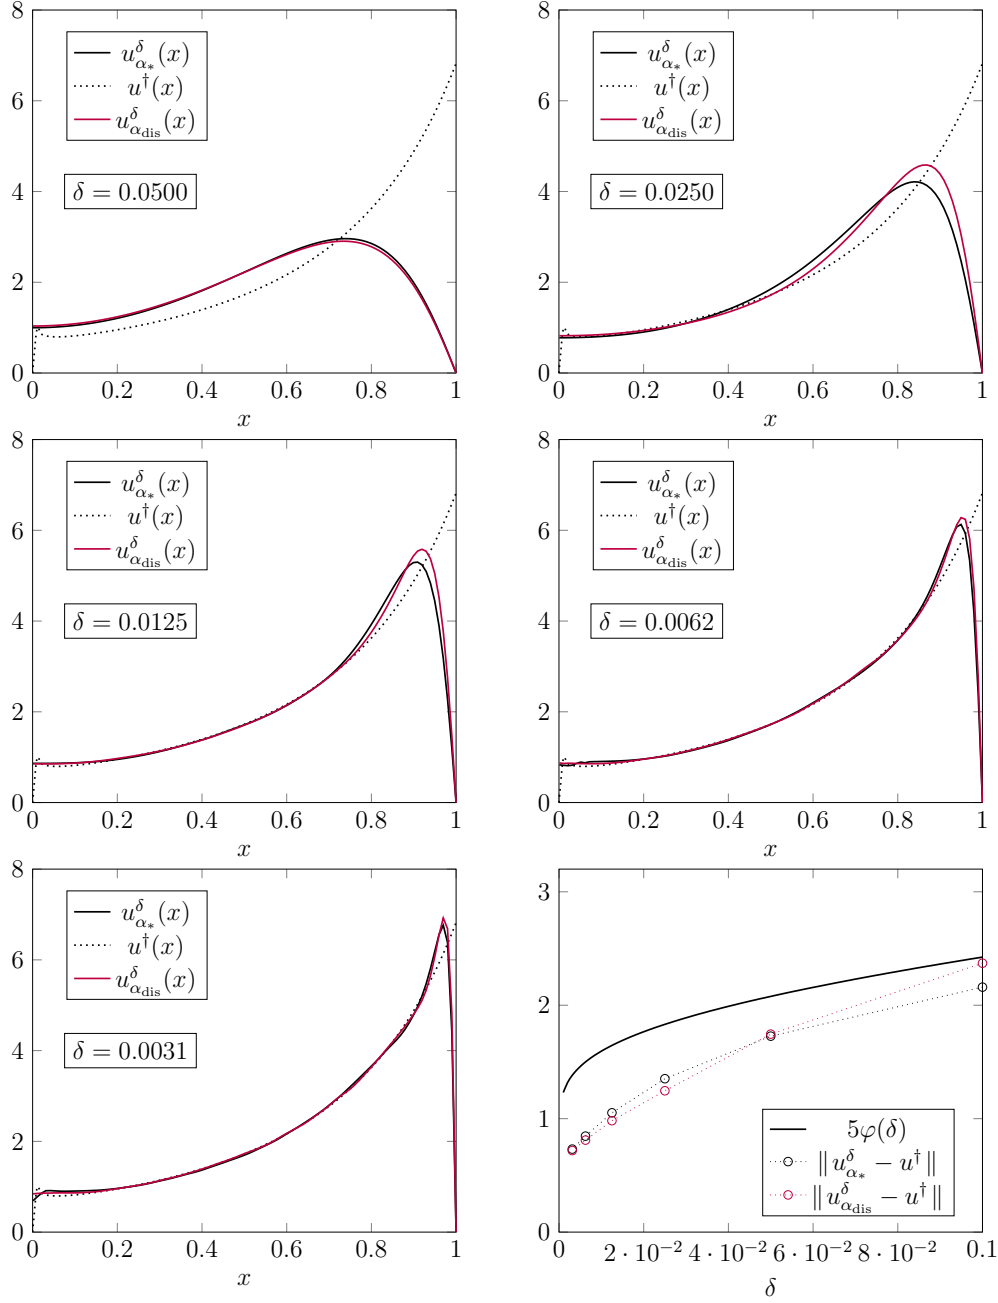 8
6
4
2
0
0 0.2 0.4 0.6 0.8 1
x
u^δ_{α_*}(x)
u^†(x)
u^δ_{α_dis}(x)
δ = 0.0500
8
6
4
2
0
0 0.2 0.4 0.6 0.8 1
x
u^δ_{α_*}(x)
u^†(x)
u^δ_{α_dis}(x)
δ = 0.0250
8
6
4
2
0
0 0.2 0.4 0.6 0.8 1
x
u^δ_{α_*}(x)
u^†(x)
u^δ_{α_dis}(x)
δ = 0.0125
8
6
4
2
0
0 0.2 0.4 0.6 0.8 1
x
u^δ_{α_*}(x)
u^†(x)
u^δ_{α_dis}(x)
δ = 0.0062
8
6
4
2
0
0 0.2 0.4 0.6 0.8 1
x
u^δ_{α_*}(x)
u^†(x)
u^δ_{α_dis}(x)
δ = 0.0031
3
2
1
0
0 2·10^{-2} 4·10^{-2} 6·10^{-2} 8·10^{-2} 0.1
δ
5φ(δ)
‖u^δ_{α_*} − u^†‖
‖u^δ_{α_dis} − u^†‖